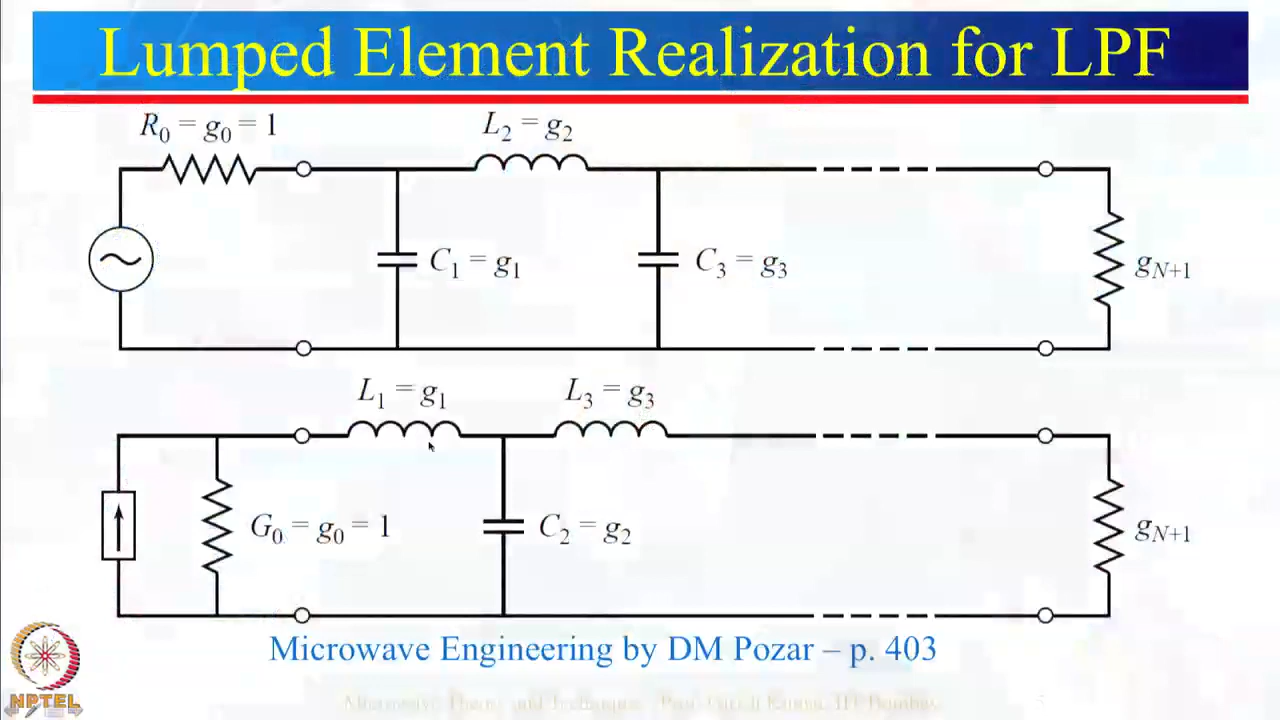 Lumped Element Realization for LPF
R0 = g0 = 1
L2 = g2
C1 = g1
C3 = g3
gN+1
L1 = g1
L3 = g3
G0 = g0 = 1
C2 = g2
gN+1
Microwave Engineering by DM Pozar – p. 403
NPTEL